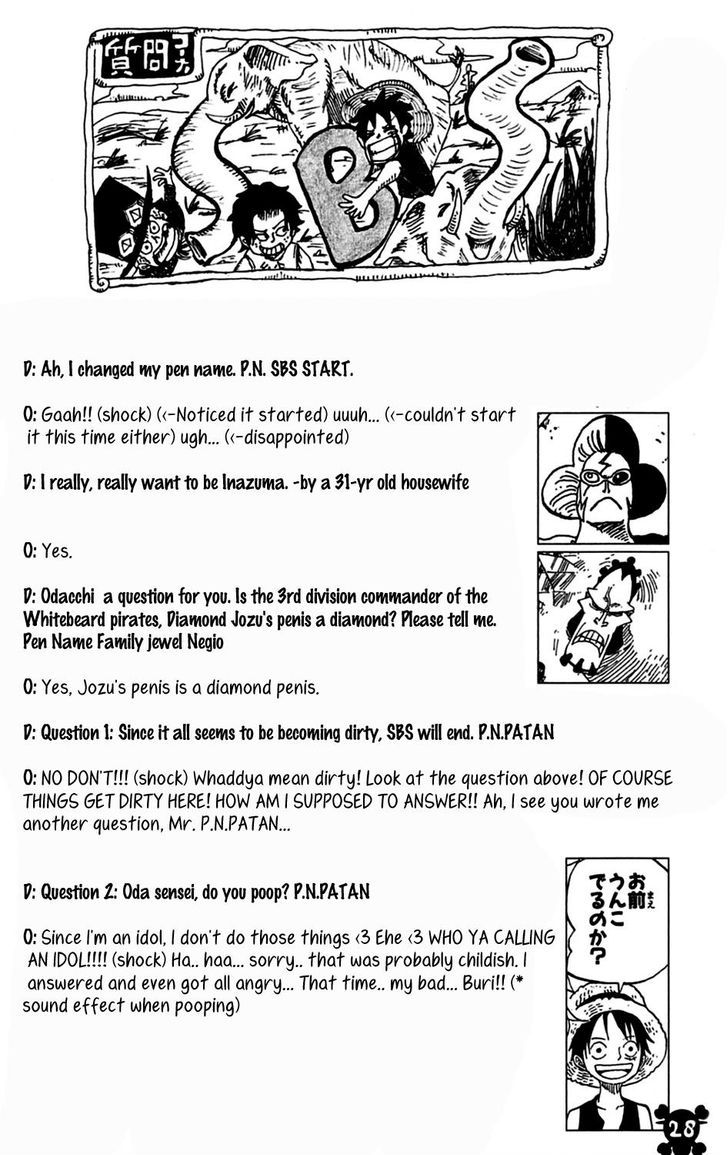 質問
コーナー
SBS
D: Ah, I changed my pen name. P.N. SBS START.
O: Gaah!! (shock) (<-Noticed it started) uuuh... (<-couldn't start
it this time either) ugh... (<-disappointed)
D: I really, really want to be Inazuma. -by a 31-yr old housewife
O: Yes.
D: Odacchi a question for you. Is the 3rd division commander of the
Whitebeard pirates, Diamond Jozu's penis a diamond? Please tell me.
Pen Name Family jewel Negio
O: Yes, Jozu's penis is a diamond penis.
D: Question 1: Since it all seems to be becoming dirty, SBS will end. P.N.PATAN
O: NO DON'T!!! (shock) Whaddya mean dirty! Look at the question above! OF COURSE
THINGS GET DIRTY HERE! HOW AM I SUPPOSED TO ANSWER!! Ah, I see you wrote me
another question, Mr. P.N.PATAN...
D: Question 2: Oda sensei, do you poop? P.N.PATAN
O: Since I'm an idol, I don't do those things <3 Ehe <3 WHO YA CALLING
AN IDOL!!!! (shock) Ha.. haa... sorry.. that was probably childish. I
answered and even got all angry... That time.. my bad... Buri!! (*
sound effect when pooping)
お前
まえ
うんこ
でるのか?
28